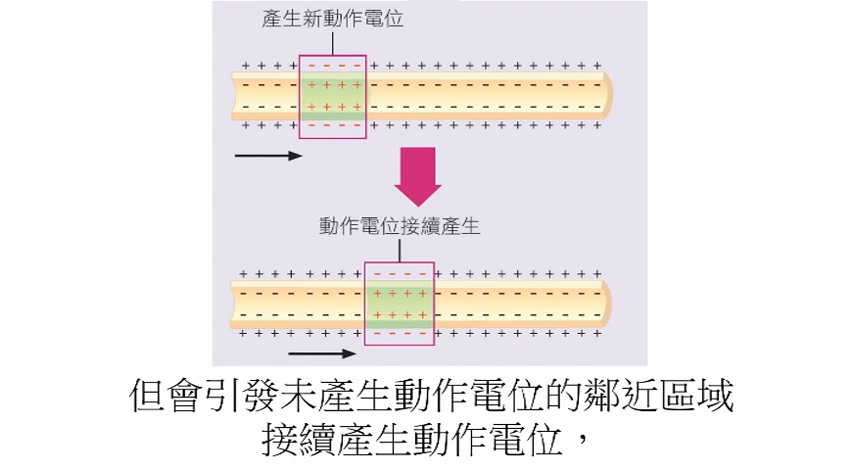 產生新動作電位
+ + + + - - - - + + + + + + + + + + + + + +
- - - - + + + + - - - - - - - - - - - - - -
- - - - + + + + - - - - - - - - - - - - - -
+ + + + - - - - + + + + + + + + + + + + + +
動作電位接續產生
+ + + + + + + + - - - - + + + + + + + + + +
- - - - - - - - + + + + - - - - - - - - - -
- - - - - - - - + + + + - - - - - - - - - -
+ + + + + + + + - - - - + + + + + + + + + +
但會引發未產生動作電位的鄰近區域
接續產生動作電位，